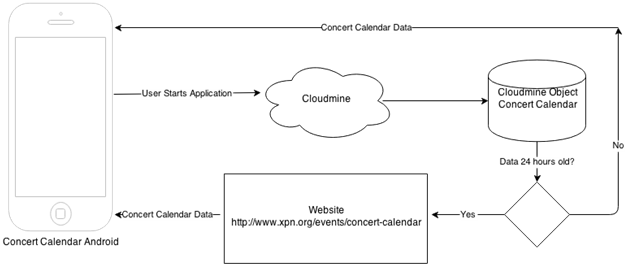 Concert Calendar Data
User Starts Application
Cloudmine
Cloudmine Object
Concert Calendar
No
Data 24 hours old?
Website
http://www.xpn.org/events/concert-calendar
Concert Calendar Data
Yes
Concert Calendar Android